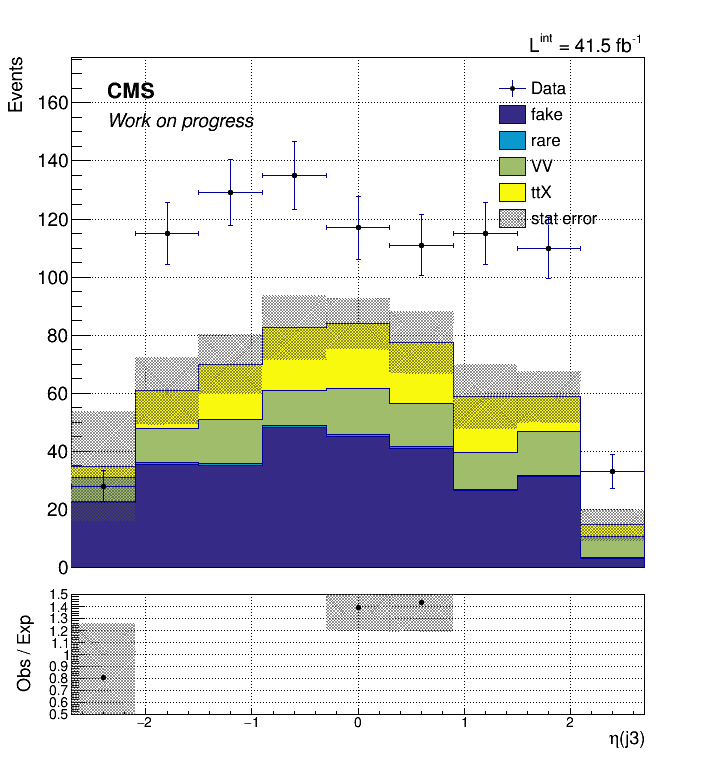 L^int = 41.5 fb^-1
Events
CMS
Work on progress
Data
fake
rare
VV
ttX
stat error
160
140
120
100
80
60
40
20
0
Obs / Exp
1.5
1.4
1.3
1.2
1.1
1
0.9
0.8
0.7
0.6
0.5
−2 −1 0 1 2
η(j3)